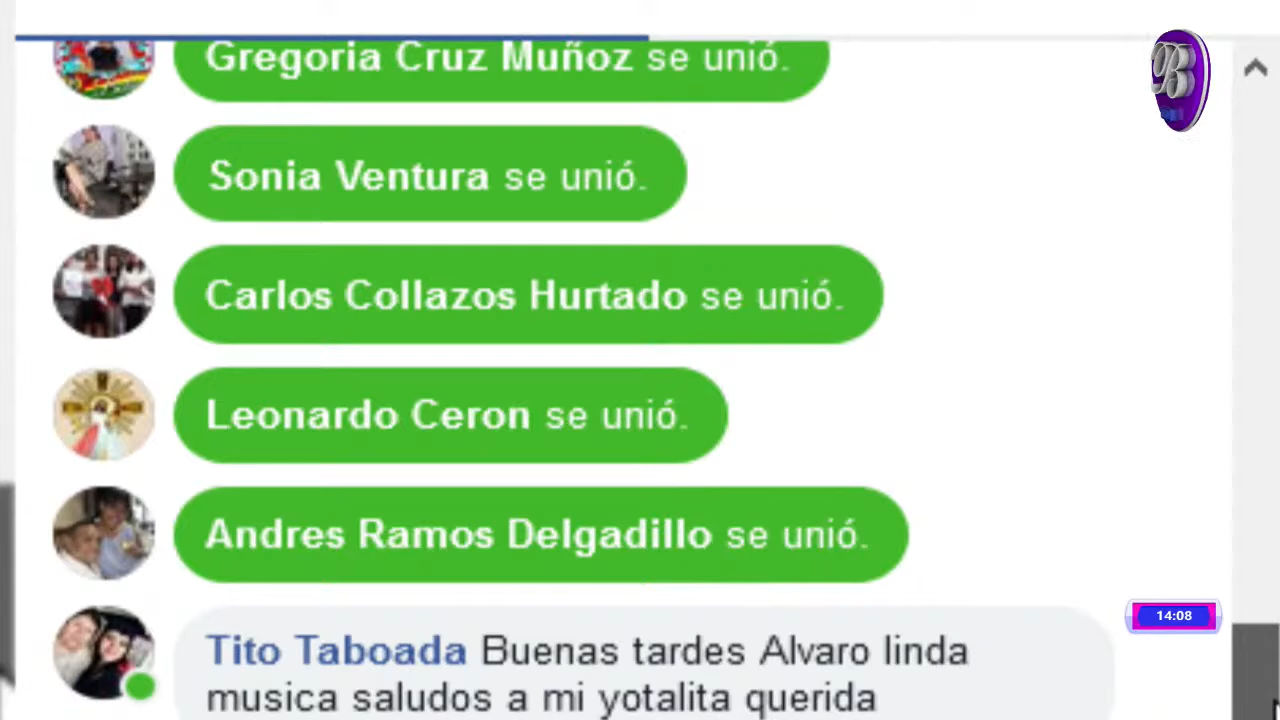 Gregoria Cruz Muñoz se unió.
B
Sonia Ventura se unió.
Carlos Collazos Hurtado se unió.
Leonardo Ceron se unió.
Andres Ramos Delgadillo se unió.
14:08
Tito Taboada Buenas tardes Alvaro linda
musica saludos a mi yotalita querida